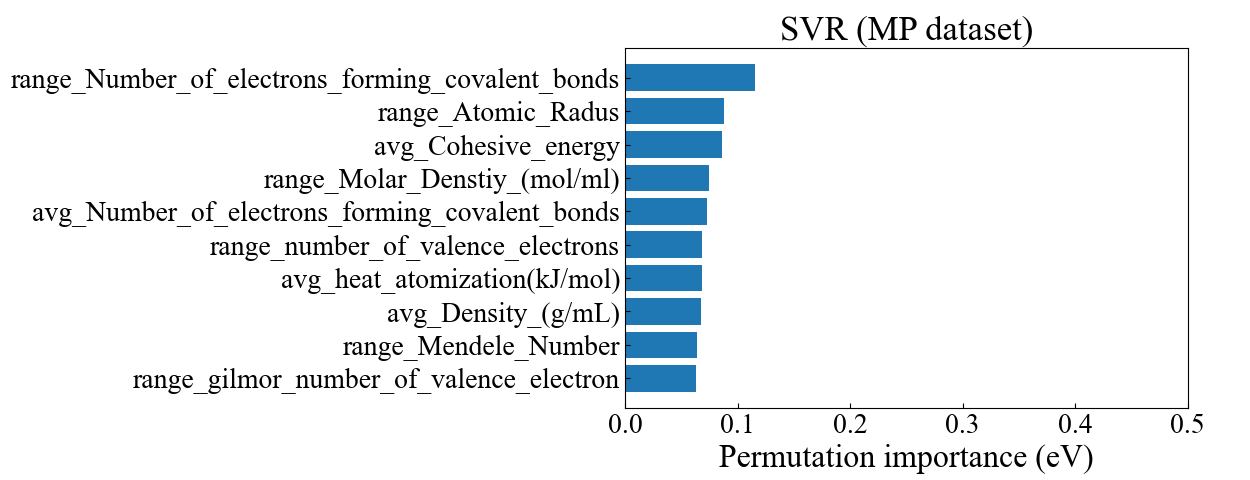 SVR (MP dataset)
range_Number_of_electrons_forming_covalent_bonds
range_Atomic_Radus
avg_Cohesive_energy
range_Molar_Denstiy_(mol/ml)
avg_Number_of_electrons_forming_covalent_bonds
range_number_of_valence_electrons
avg_heat_atomization(kJ/mol)
avg_Density_(g/mL)
range_Mendele_Number
range_gilmor_number_of_valence_electron
0.0 0.1 0.2 0.3 0.4 0.5
Permutation importance (eV)